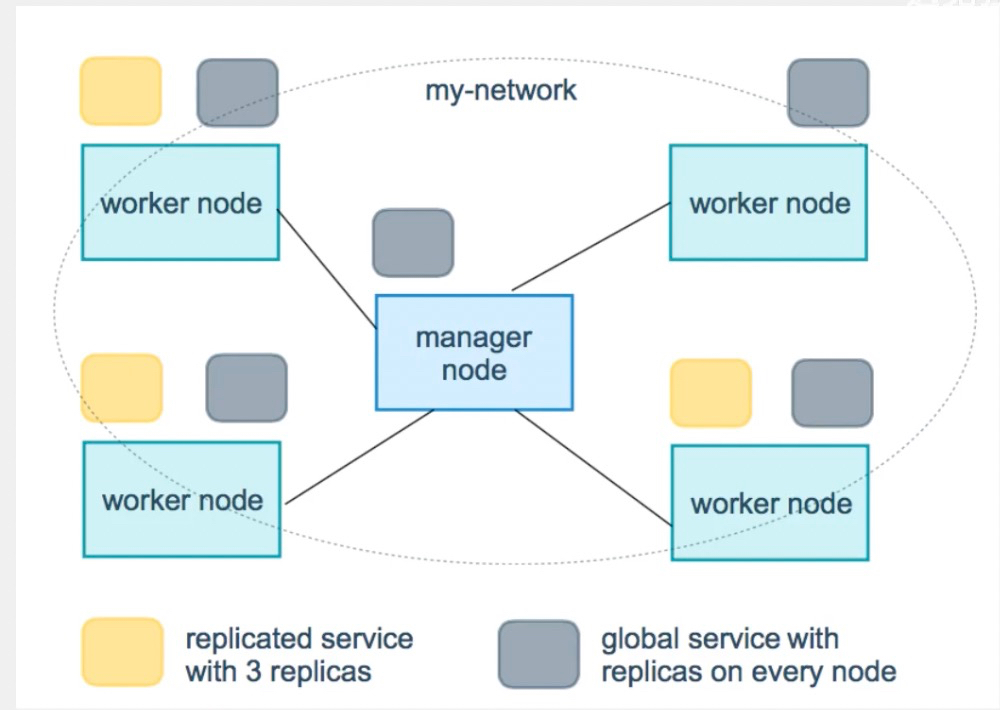 my-network
worker node
worker node
manager
node
worker node
worker node
replicated service
with 3 replicas
global service with
replicas on every node